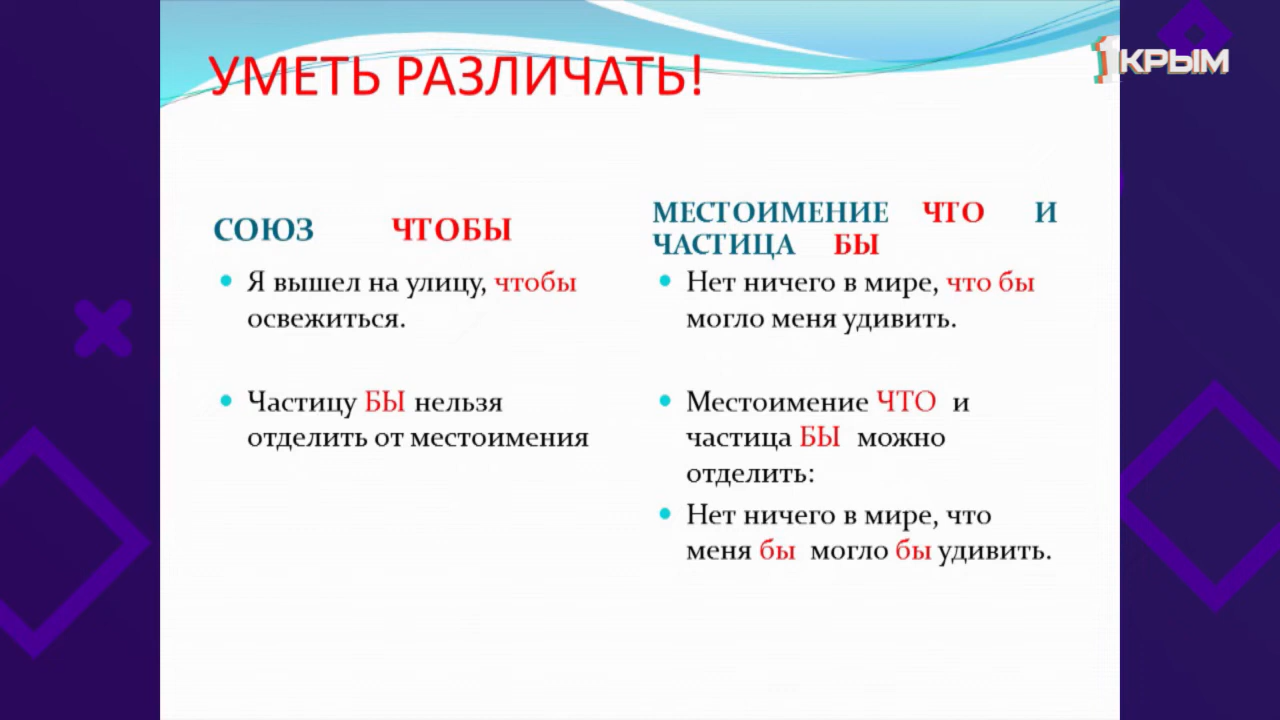 УМЕТЬ РАЗЛИЧАТЬ!
1 КРЫМ
СОЮЗ ЧТОБЫ
Я вышел на улицу, чтобы
освежиться.
Частицу БЫ нельзя
отделить от местоимения
МЕСТОИМЕНИЕ ЧТО И
ЧАСТИЦА БЫ
Нет ничего в мире, что бы
могло меня удивить.
Местоимение ЧТО и
частица БЫ можно
отделить:
Нет ничего в мире, что
меня бы могло бы удивить.